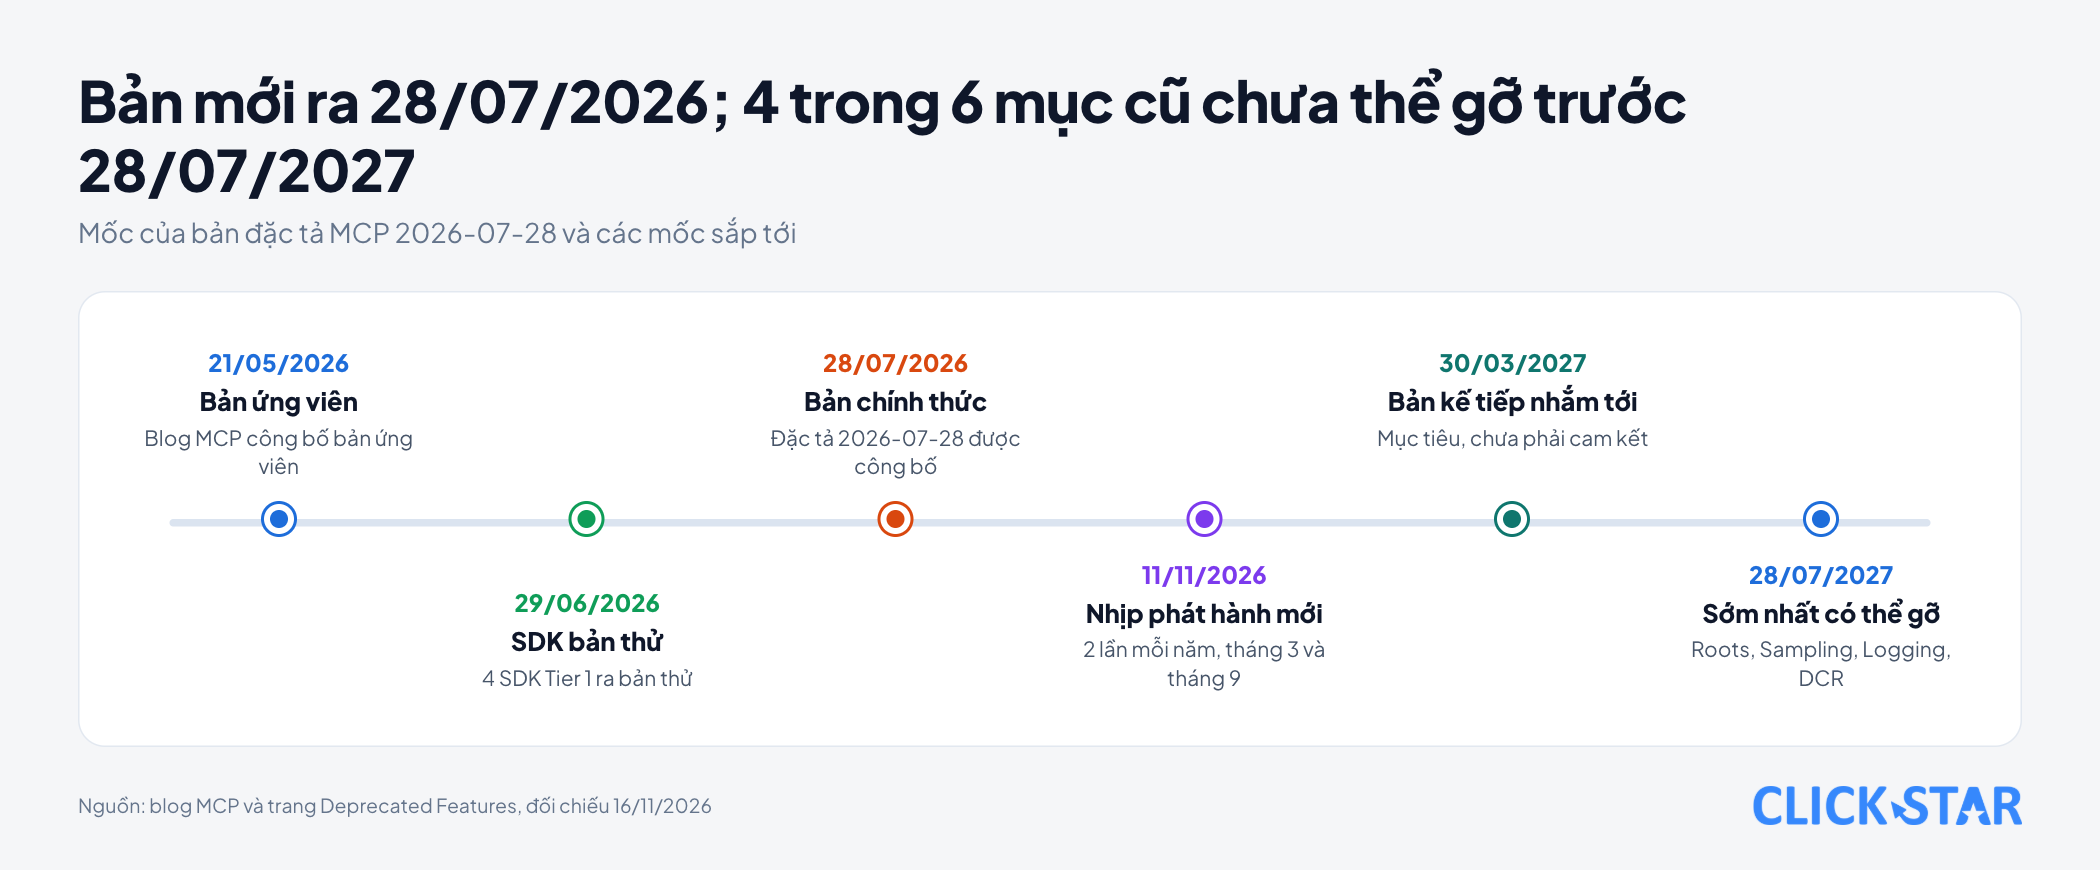 Bản mới ra 28/07/2026; 4 trong 6 mục cũ chưa thể gỡ trước
28/07/2027
Mốc của bản đặc tả MCP 2026-07-28 và các mốc sắp tới
21/05/2026
Bản ứng viên
Blog MCP công bố bản ứng
viên
29/06/2026
SDK bản thử
4 SDK Tier 1 ra bản thử
28/07/2026
Bản chính thức
Đặc tả 2026-07-28 được
công bố
11/11/2026
Nhịp phát hành mới
2 lần mỗi năm, tháng 3 và
tháng 9
30/03/2027
Bản kế tiếp nhắm tới
Mục tiêu, chưa phải cam kết
28/07/2027
Sớm nhất có thể gỡ
Roots, Sampling, Logging,
DCR
Nguồn: blog MCP và trang Deprecated Features, đối chiếu 16/11/2026
CLICK STAR